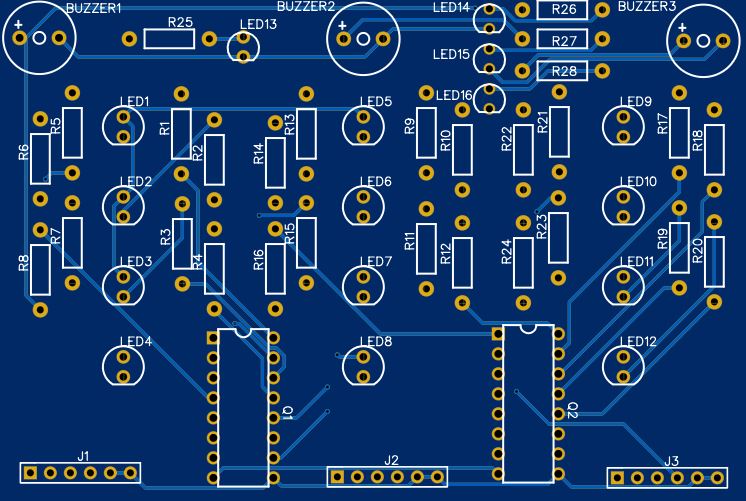 BUZZER1
BUZZER2
LED14
BUZZER3
R26
R25
LED13
R27
LED15
R28
LED16
LED1
LED5
LED9
R5
R1
R13
R9
R21
R17
R6
R2
R14
R10
R22
R18
LED2
LED6
LED10
R7
R3
R15
R11
R23
R19
R8
R4
R16
R12
R24
R20
LED3
LED7
LED11
LED4
LED8
LED12
Q1
Q2
J1
J2
J3